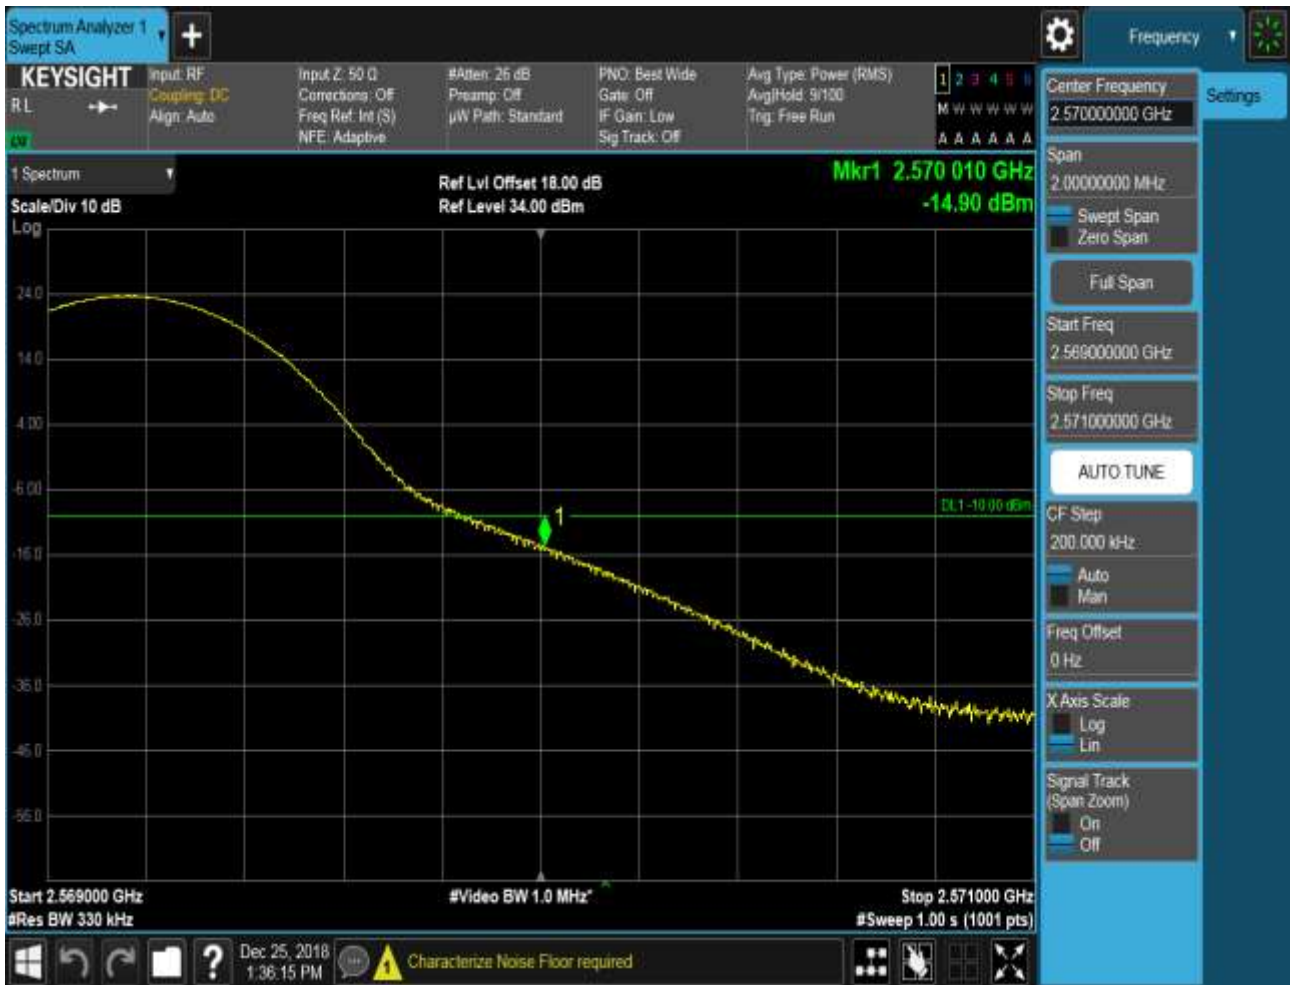 Spectrum Analyzer 1
Swept SA
Frequency
KEYSIGHT
RL
Input: RF
Coupling: DC
Align: Auto
Input Z: 50 Ω
Corrections: Off
Freq Ref: Int (S)
NFE: Adaptive
#Atten: 26 dB
Preamp: Off
µW Path: Standard
PNO: Best Wide
Gate: Off
IF Gain: Low
Sig Track: Off
Avg Type: Power (RMS)
Avg|Hold: 9/100
Trig: Free Run
1 2 3 4 5 6
M W W W W W
A A A A A A
1 Spectrum
Scale/Div 10 dB
Log
Ref Lvl Offset 18.00 dB
Ref Level 34.00 dBm
Mkr1 2.570 010 GHz
-14.90 dBm
24.0
14.0
4.00
-6.00
-16.0
-26.0
-36.0
-46.0
-56.0
DL1 -10.00 dBm
1
Start 2.569000 GHz
#Res BW 330 kHz
#Video BW 1.0 MHz*
Stop 2.571000 GHz
#Sweep 1.00 s (1001 pts)
Center Frequency
2.570000000 GHz
Settings
Span
2.00000000 MHz
Swept Span
Zero Span
Full Span
Start Freq
2.569000000 GHz
Stop Freq
2.571000000 GHz
AUTO TUNE
CF Step
200.000 kHz
Auto
Man
Freq Offset
0 Hz
X Axis Scale
Log
Lin
Signal Track
(Span Zoom)
On
Off
?
Dec 25, 2018
1:36:15 PM
Characterize Noise Floor required